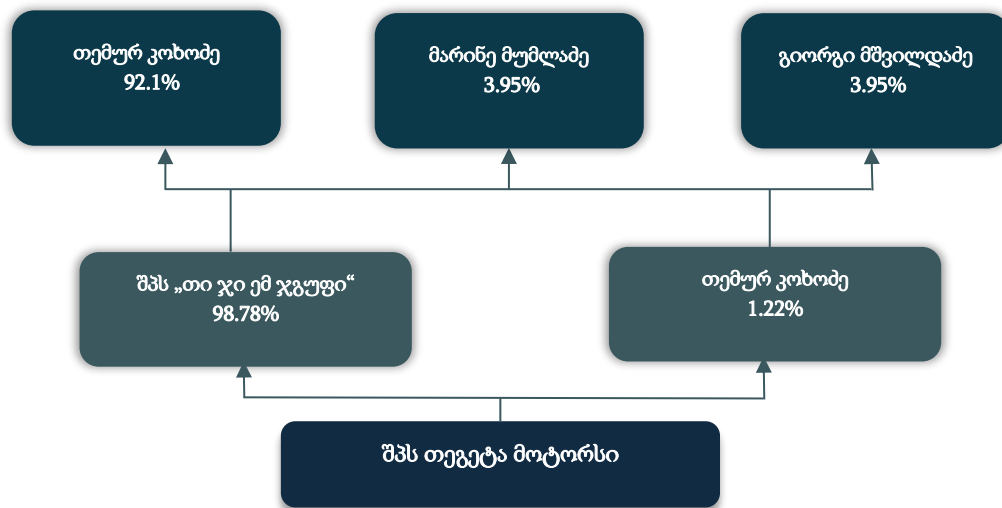 თემურ კოხოძე
92.1%
მარინე მუმლაძე
3.95%
გიორგი მშვილდაძე
3.95%
შპს „თი ჯი ემ ჯგუფი“
98.78%
თემურ კოხოძე
1.22%
შპს თეგეტა მოტორსი